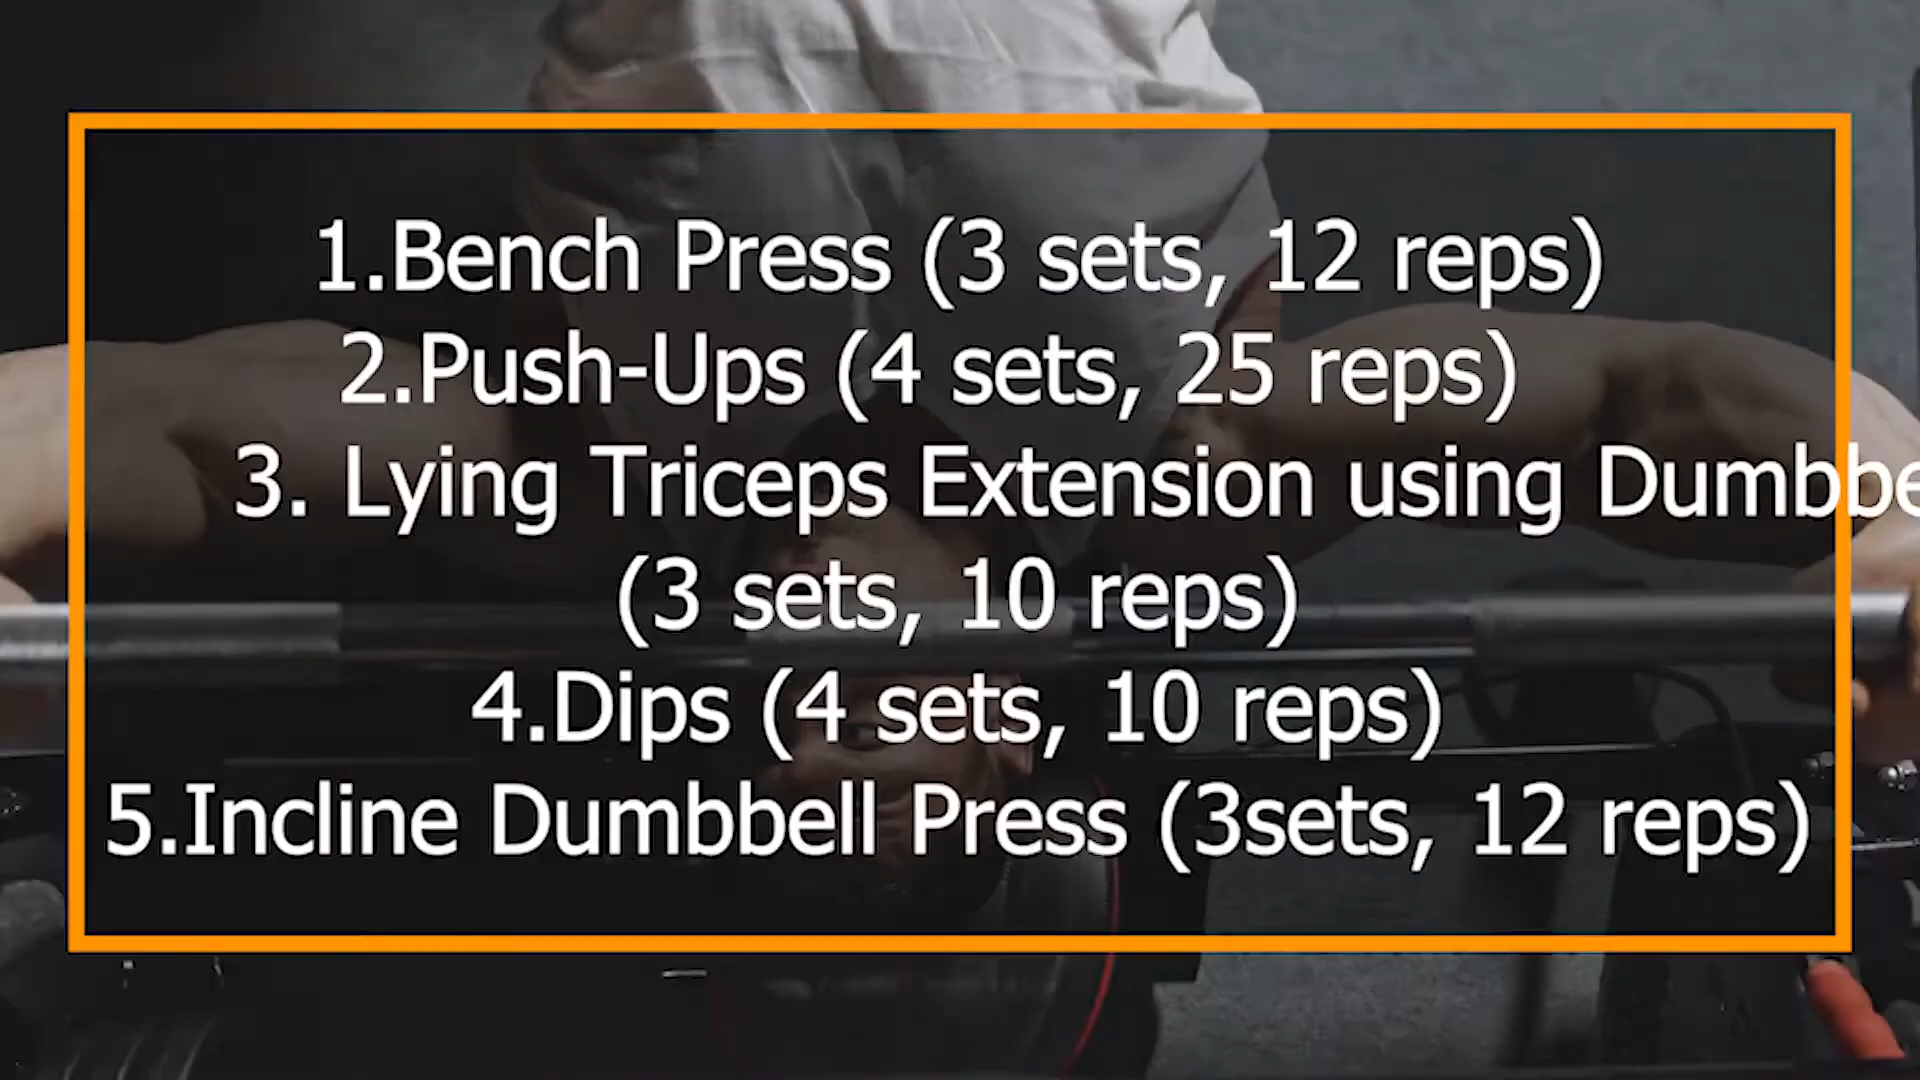 1.Bench Press (3 sets, 12 reps)
2.Push-Ups (4 sets, 25 reps)
3. Lying Triceps Extension using
(3 sets, 10 reps)
4.Dips (4 sets, 10 reps)
5.Incline Dumbbell Press (3sets, 12 reps)